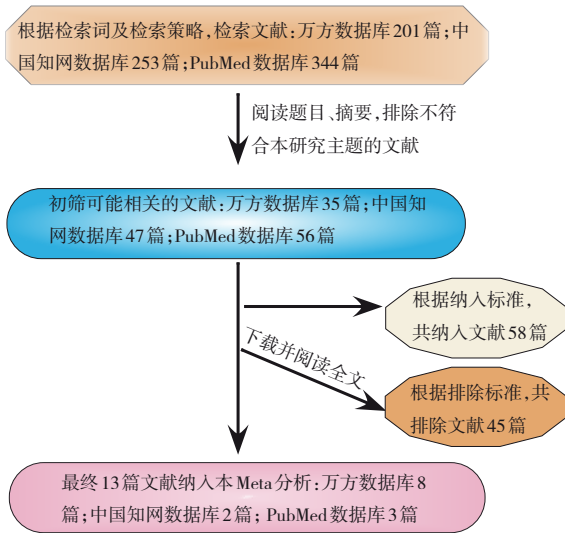 根据检索词及检索策略,检索文献:万方数据库201篇;中
国知网数据库253篇;PubMed数据库344篇
阅读题目、摘要,排除不符
合本研究主题的文献
初筛可能相关的文献:万方数据库35篇;中国知
网数据库47篇;PubMed数据库56篇
根据纳入标准,
共纳入文献58篇
下载并阅读全文
根据排除标准,共
排除文献45篇
最终13篇文献纳入本Meta分析:万方数据库8
篇;中国知网数据库2篇; PubMed数据库3篇